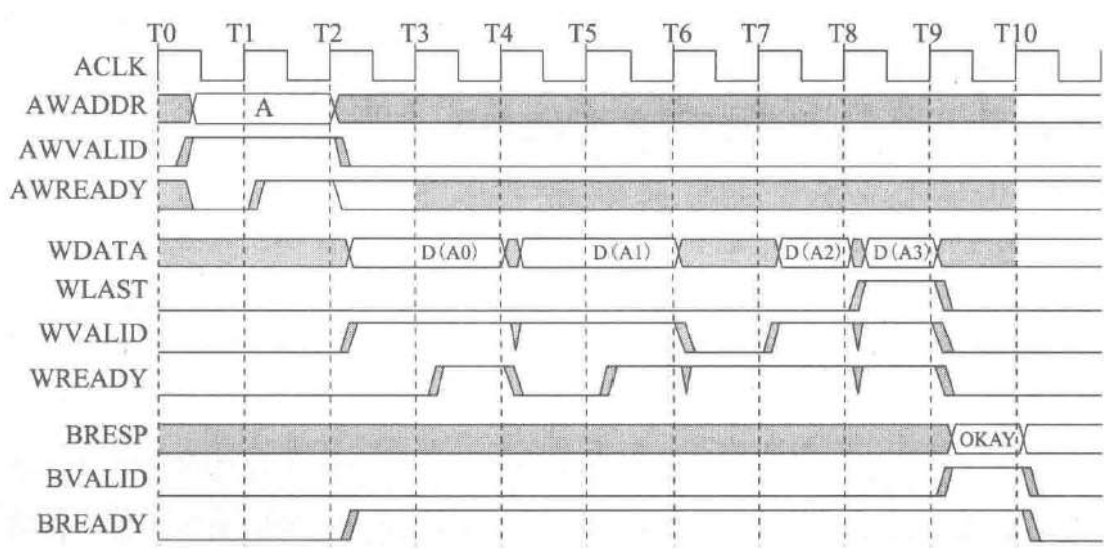 T0 T1 T2 T3 T4 T5 T6 T7 T8 T9 T10
ACLK
AWADDR A
AWVALID
AWREADY
WDATA D(A0) D(A1) D(A2) D(A3)
WLAST
WVALID
WREADY
BRESP OKAY
BVALID
BREADY